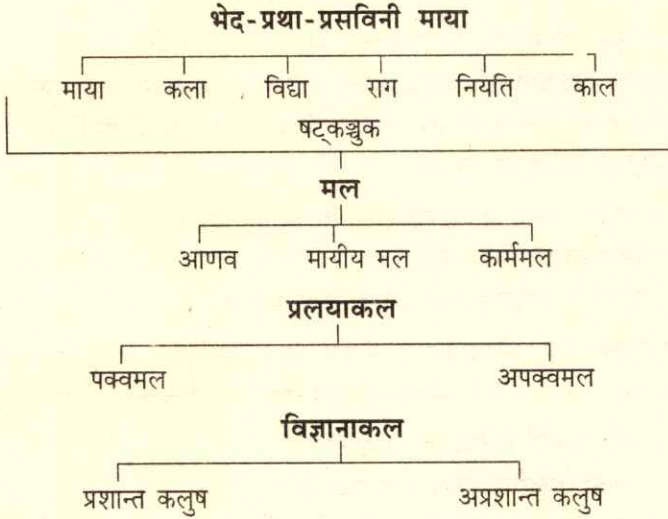 भेद-प्रथा-प्रसविनी माया
माया कला विद्या राग नियति काल
षट्कञ्चुक
मल
आणव मायीय मल कार्ममल
प्रलयाकल
पक्वमल अपक्वमल
विज्ञानाकल
प्रशान्त कलुष अप्रशान्त कलुष